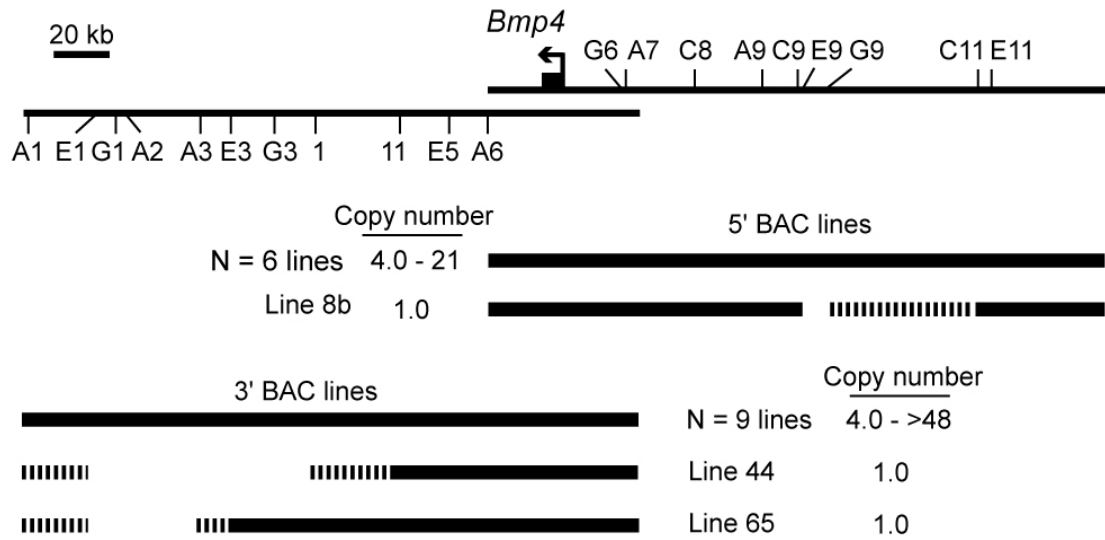 20 kb
Bmp4
G6 A7 C8 A9 C9 E9 G9 C11 E11
A1 E1 G1 A2 A3 E3 G3 1 11 E5 A6
Copy number
5' BAC lines
N = 6 lines 4.0 - 21
Line 8b 1.0
3' BAC lines
Copy number
N = 9 lines 4.0 - >48
Line 44 1.0
Line 65 1.0